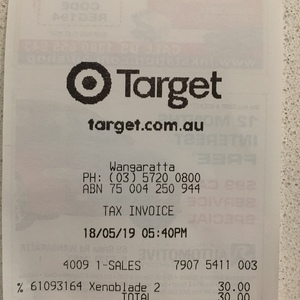 Target
target.com.au
Wangaratta
PH: (03) 5720 0800
ABN 75 004 250 944
TAX INVOICE
18/05/19 05:40PM
4009 1-SALES 7907 5411 003
% 61093164 Xenoblade 2 30.00
TOTAL 30.00